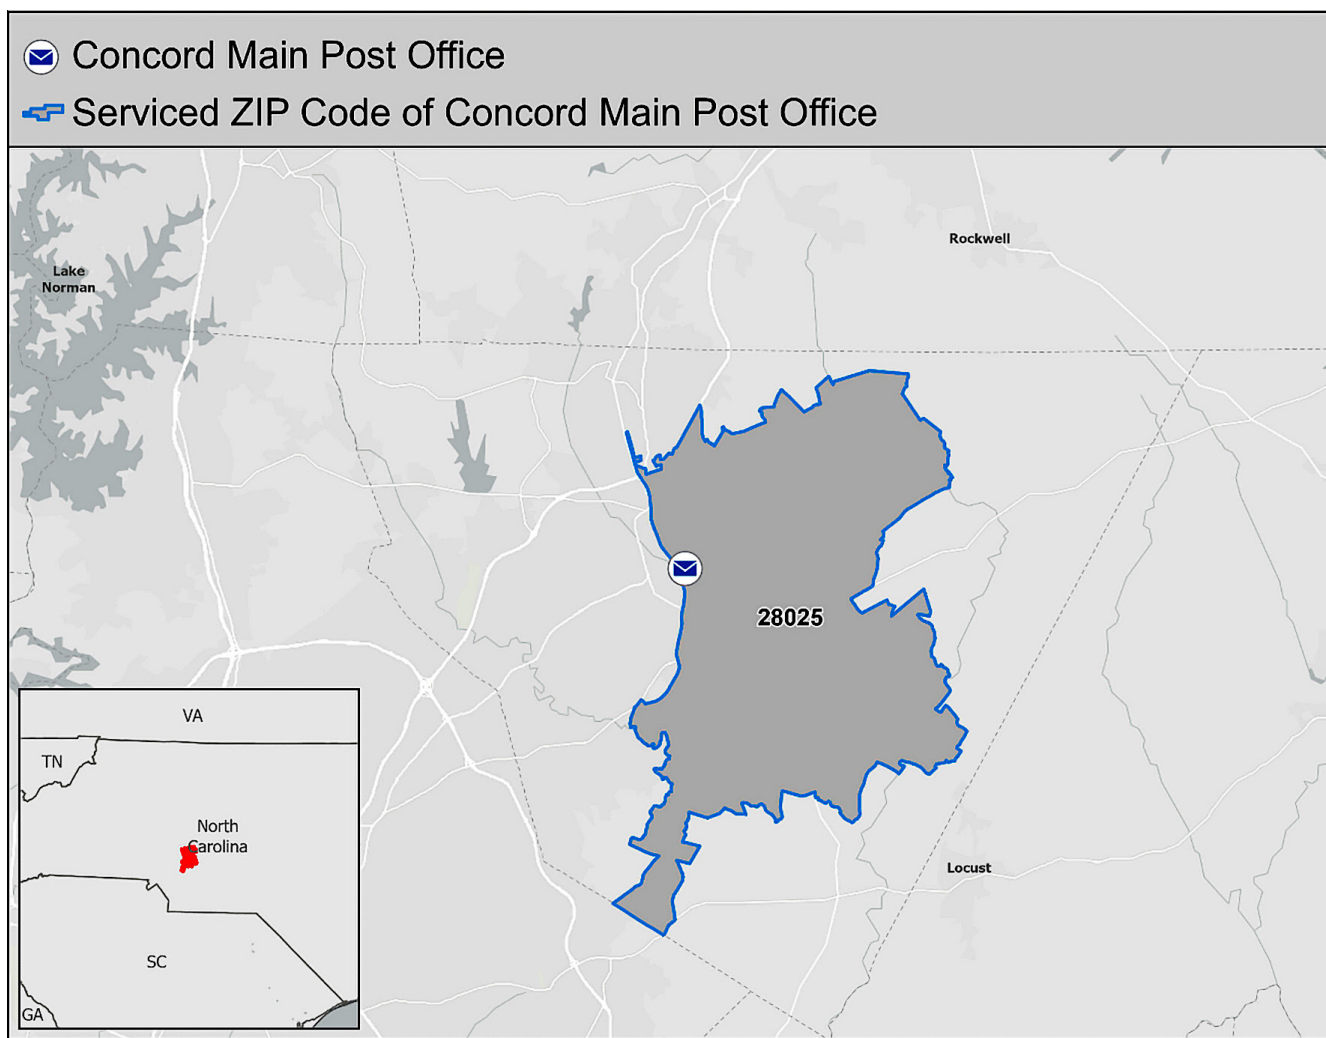 Concord Main Post Office
Serviced ZIP Code of Concord Main Post Office
Rockwell
Lake
Norman
28025
VA
TN
North
Carolina
Locust
SC
GA